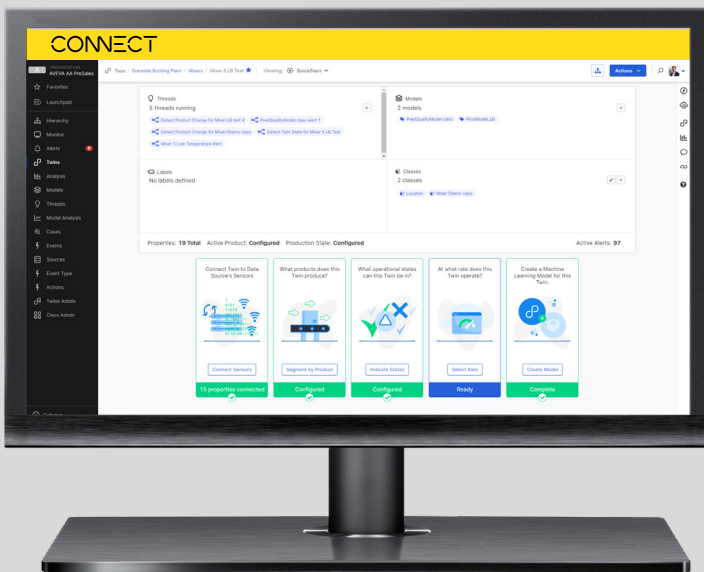 CONNECT
A
ORGANIZATION
AVEVA AA PreSales
Twin / Grenoble Bottling Plant / Mixers / Mixer 5 LB Test
Viewing: QuickStart
Actions
Favorites
Launchpad
Hierarchy
Monitor
Alerts
Twins
Analysis
Models
Threads
Model Analysis
Cases
Events
Sources
Event Type
Actions
Twins Admin
Class Admin
Threads
5 threads running
Detect Product Change for Mixer LB test 4
PredQualityModel class alert 1
Detect Product Change for Mixer1Demo class
Detect Twin State for Mixer 5 LB Test
Mixer 5 Low Temperature Alert
Models
2 models
PredQualityModel class
ProdModel_LB
Labels
No labels defined
Classes
2 classes
Location
Mixer1Demo class
Properties: 19 Total Active Product: Configured Production State: Configured
Active Alerts: 97
Connect Twin to Data
Source's Sensors
Connect Sensors
15 properties connected
What products does this
Twin produce?
Segment by Product
Configured
What operational states
can this Twin be in?
Indicate States
Configured
At what rate does this
Twin operate?
Select Rate
Ready
Create a Machine
Learning Model for this
Twin.
Create Model
Complete